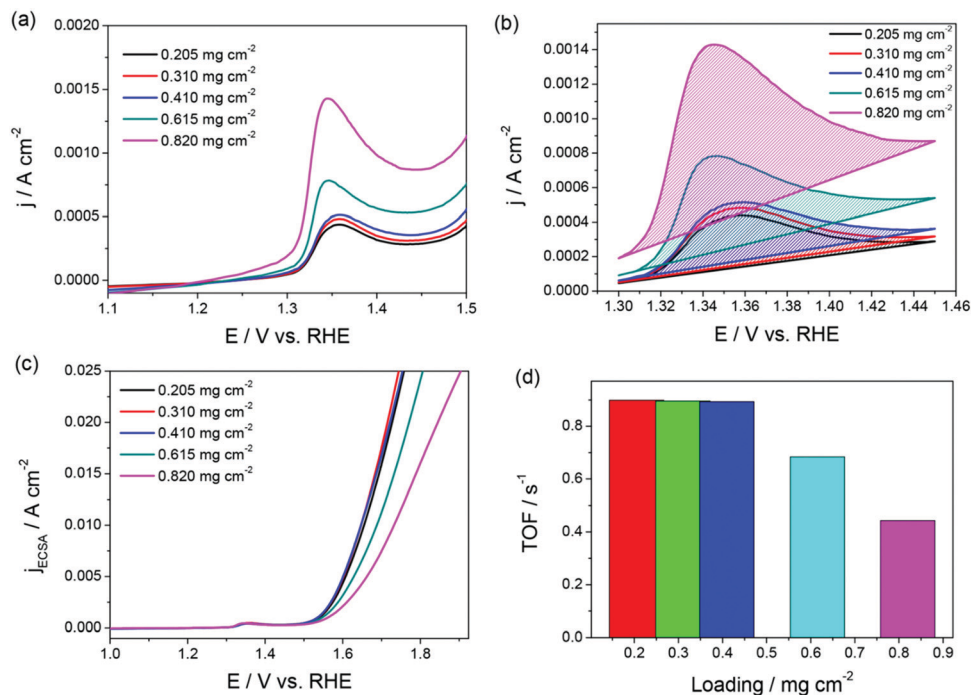 (a)
0.0020
0.0015
0.0010
0.0005
0.0000
j / A cm-2
0.205 mg cm-2
0.310 mg cm-2
0.410 mg cm-2
0.615 mg cm-2
0.820 mg cm-2
1.1 1.2 1.3 1.4 1.5
E / V vs. RHE
(b)
0.0014
0.0012
0.0010
0.0008
0.0006
0.0004
0.0002
0.0000
j / A cm-2
0.205 mg cm-2
0.310 mg cm-2
0.410 mg cm-2
0.615 mg cm-2
0.820 mg cm-2
1.30 1.32 1.34 1.36 1.38 1.40 1.42 1.44 1.46
E / V vs. RHE
(c)
0.025
0.020
0.015
0.010
0.005
0.000
jECSA / A cm-2
0.205 mg cm-2
0.310 mg cm-2
0.410 mg cm-2
0.615 mg cm-2
0.820 mg cm-2
1.0 1.2 1.4 1.6 1.8
E / V vs. RHE
(d)
0.8
0.6
0.4
0.2
0.0
TOF / s-1
0.2 0.3 0.4 0.5 0.6 0.7 0.8 0.9
Loading / mg cm-2